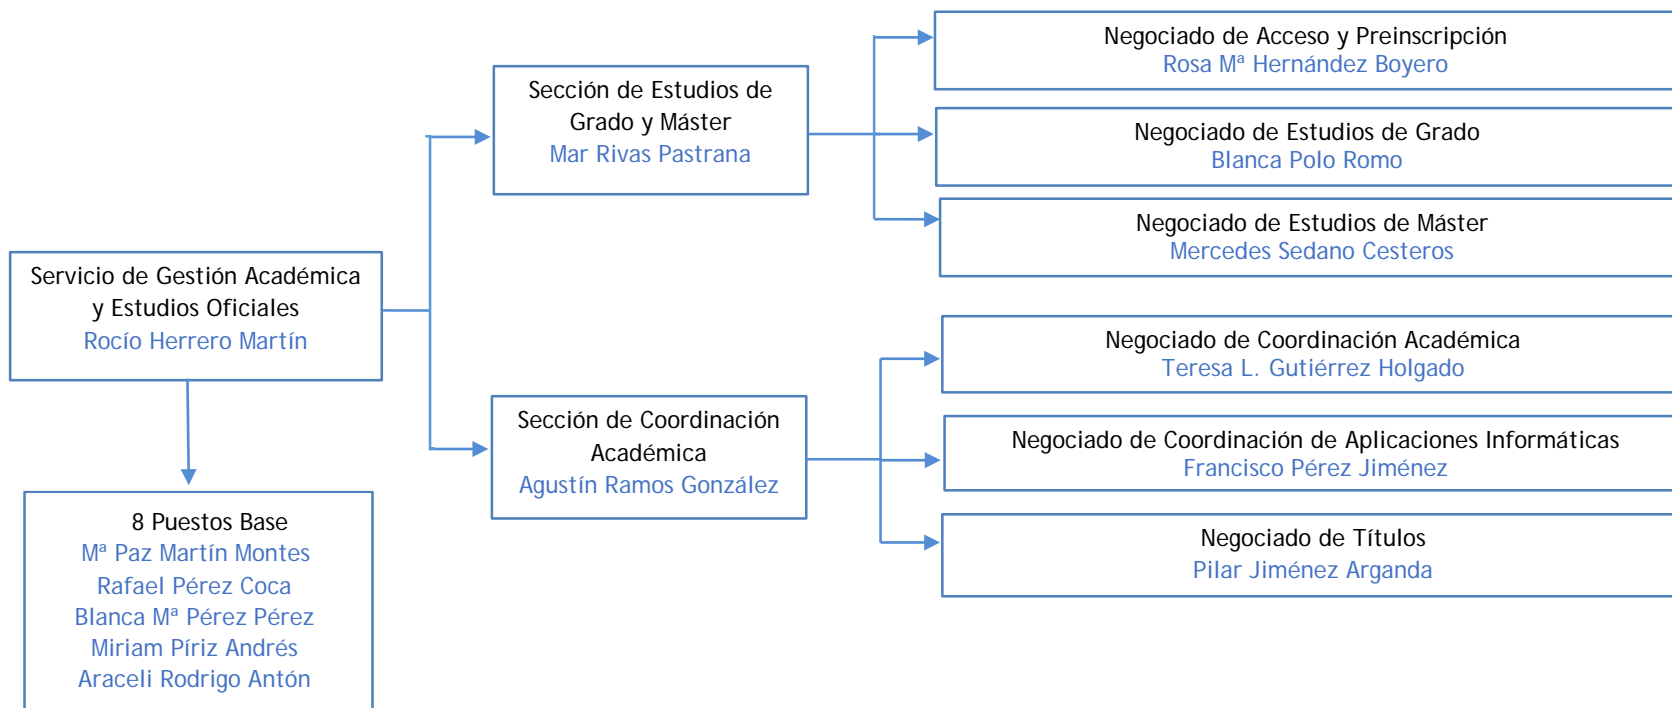 Negociado de Acceso y Preinscripción
Rosa Mª Hernández Boyero
Sección de Estudios de
Grado y Máster
Mar Rivas Pastrana
Negociado de Estudios de Grado
Blanca Polo Romo
Negociado de Estudios de Máster
Mercedes Sedano Cesteros
Servicio de Gestión Académica
y Estudios Oficiales
Rocío Herrero Martín
Negociado de Coordinación Académica
Teresa L. Gutiérrez Holgado
Sección de Coordinación
Académica
Agustín Ramos González
Negociado de Coordinación de Aplicaciones Informáticas
Francisco Pérez Jiménez
Negociado de Títulos
Pilar Jiménez Arganda
8 Puestos Base
Mª Paz Martín Montes
Rafael Pérez Coca
Blanca Mª Pérez Pérez
Miriam Píriz Andrés
Araceli Rodrigo Antón